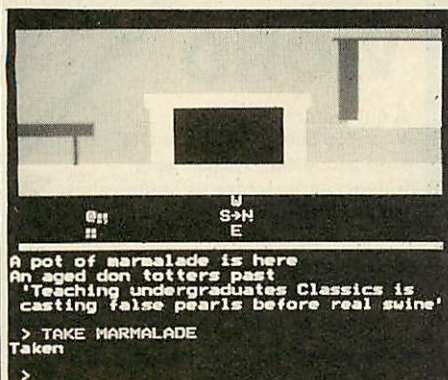 W
S→N
E
A pot of marmalade is here
An aged don totters past
'Teaching undergraduates Classics is
casting false pearls before real swine'
> TAKE MARMALADE
Taken
>